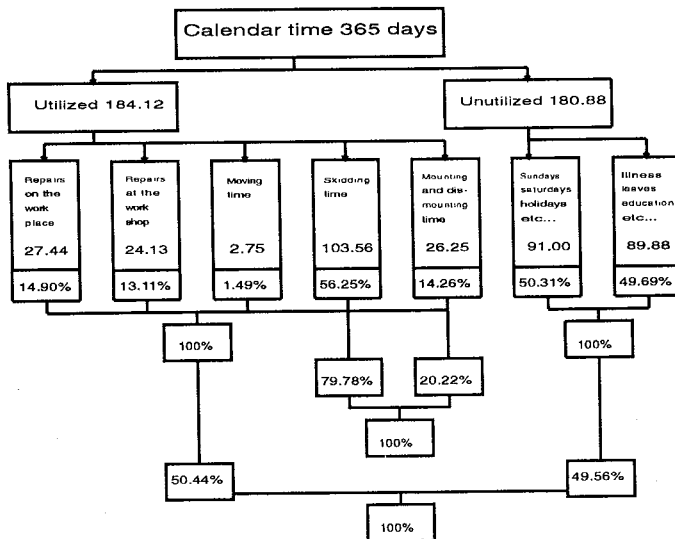 Calendar time 365 days
Utilized 184.12
Unutilized 180.88
Repairs
on the
work
place
27.44
14.90%
Repairs
at the
work
shop
24.13
13.11%
Moving
time
2.75
1.49%
Skidding
time
103.56
56.25%
Mounting
and dis-
mounting
time
26.25
14.26%
Sundays
saturdays
holidays
etc...
91.00
50.31%
Illness
leaves
education
etc...
89.88
49.69%
100%
100%
79.78%
20.22%
100%
50.44%
49.56%
100%